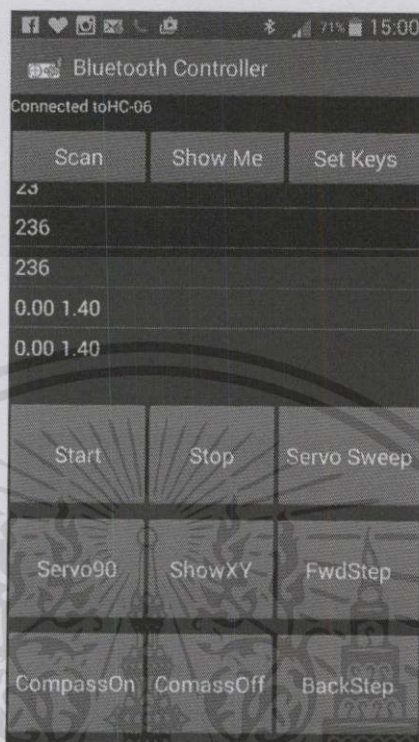 71% 15:00
Bluetooth Controller
Connected toHC-06
Scan Show Me Set Keys
23
236
236
0.00 1.40
0.00 1.40
Start Stop Servo Sweep
Servo90 ShowXY FwdStep
CompassOn ComassOff BackStep